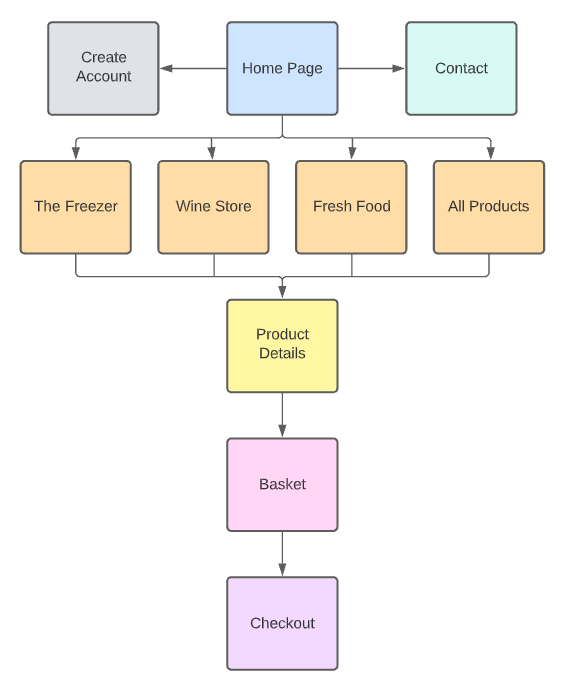 Create
Account
Home Page
Contact
The Freezer
Wine Store
Fresh Food
All Products
Product
Details
Basket
Checkout